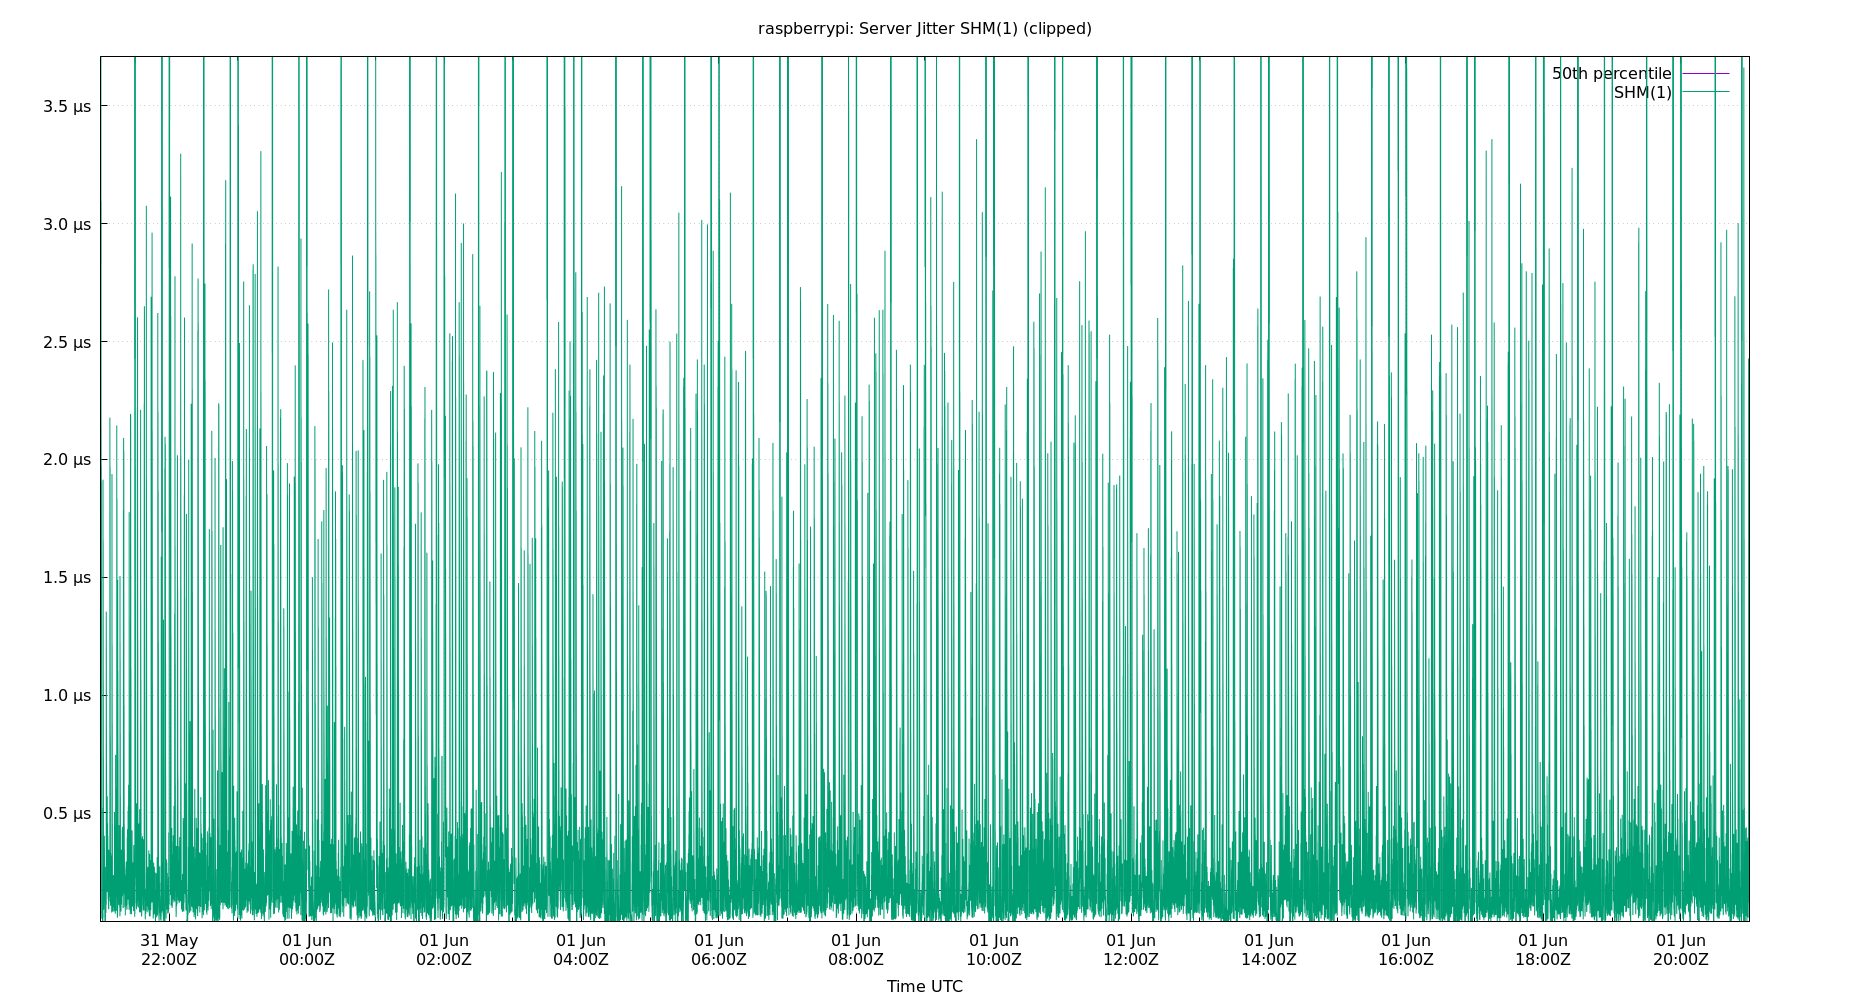 raspberrypi: Server Jitter SHM(1) (clipped)
50th percentile
SHM(1)
3.5 μs
3.0 μs
2.5 μs
2.0 μs
1.5 μs
1.0 μs
0.5 μs
31 May 01 Jun 01 Jun 01 Jun 01 Jun 01 Jun 01 Jun 01 Jun 01 Jun 01 Jun 01 Jun 01 Jun
22:00Z 00:00Z 02:00Z 04:00Z 06:00Z 08:00Z 10:00Z 12:00Z 14:00Z 16:00Z 18:00Z 20:00Z
Time UTC